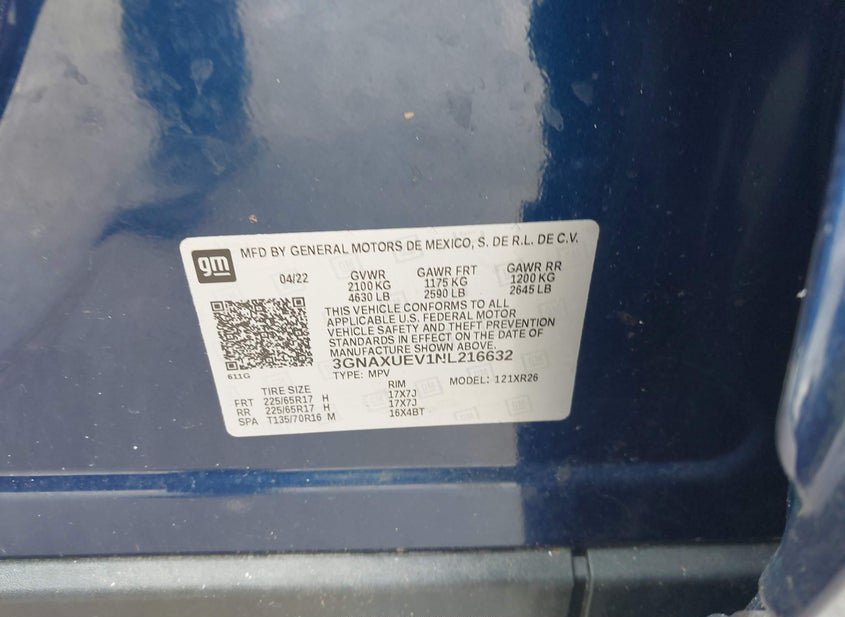 gm
MFD BY GENERAL MOTORS DE MEXICO, S. DE R.L. DE C.V.
04/22 GVWR GAWR FRT GAWR RR
2100 KG 1175 KG 1200 KG
4630 LB 2590 LB 2645 LB
THIS VEHICLE CONFORMS TO ALL
APPLICABLE U.S. FEDERAL MOTOR
VEHICLE SAFETY AND THEFT PREVENTION
STANDARDS IN EFFECT ON THE DATE OF
MANUFACTURE SHOWN ABOVE.
3GNAXUEV1NL216632
611G
TYPE: MPV MODEL: 121XR26
TIRE SIZE RIM
FRT 225/65R17 H 17X7J
RR 225/65R17 H 17X7J
SPA T135/70R16 M 16X4BT